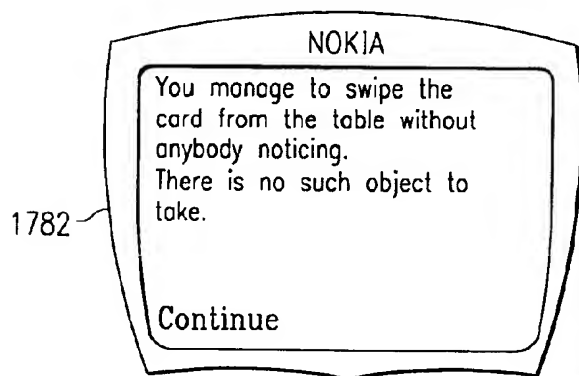 NOKIA
You manage to swipe the
card from the table without
anybody noticing.
There is no such object to
take.
1782
Continue